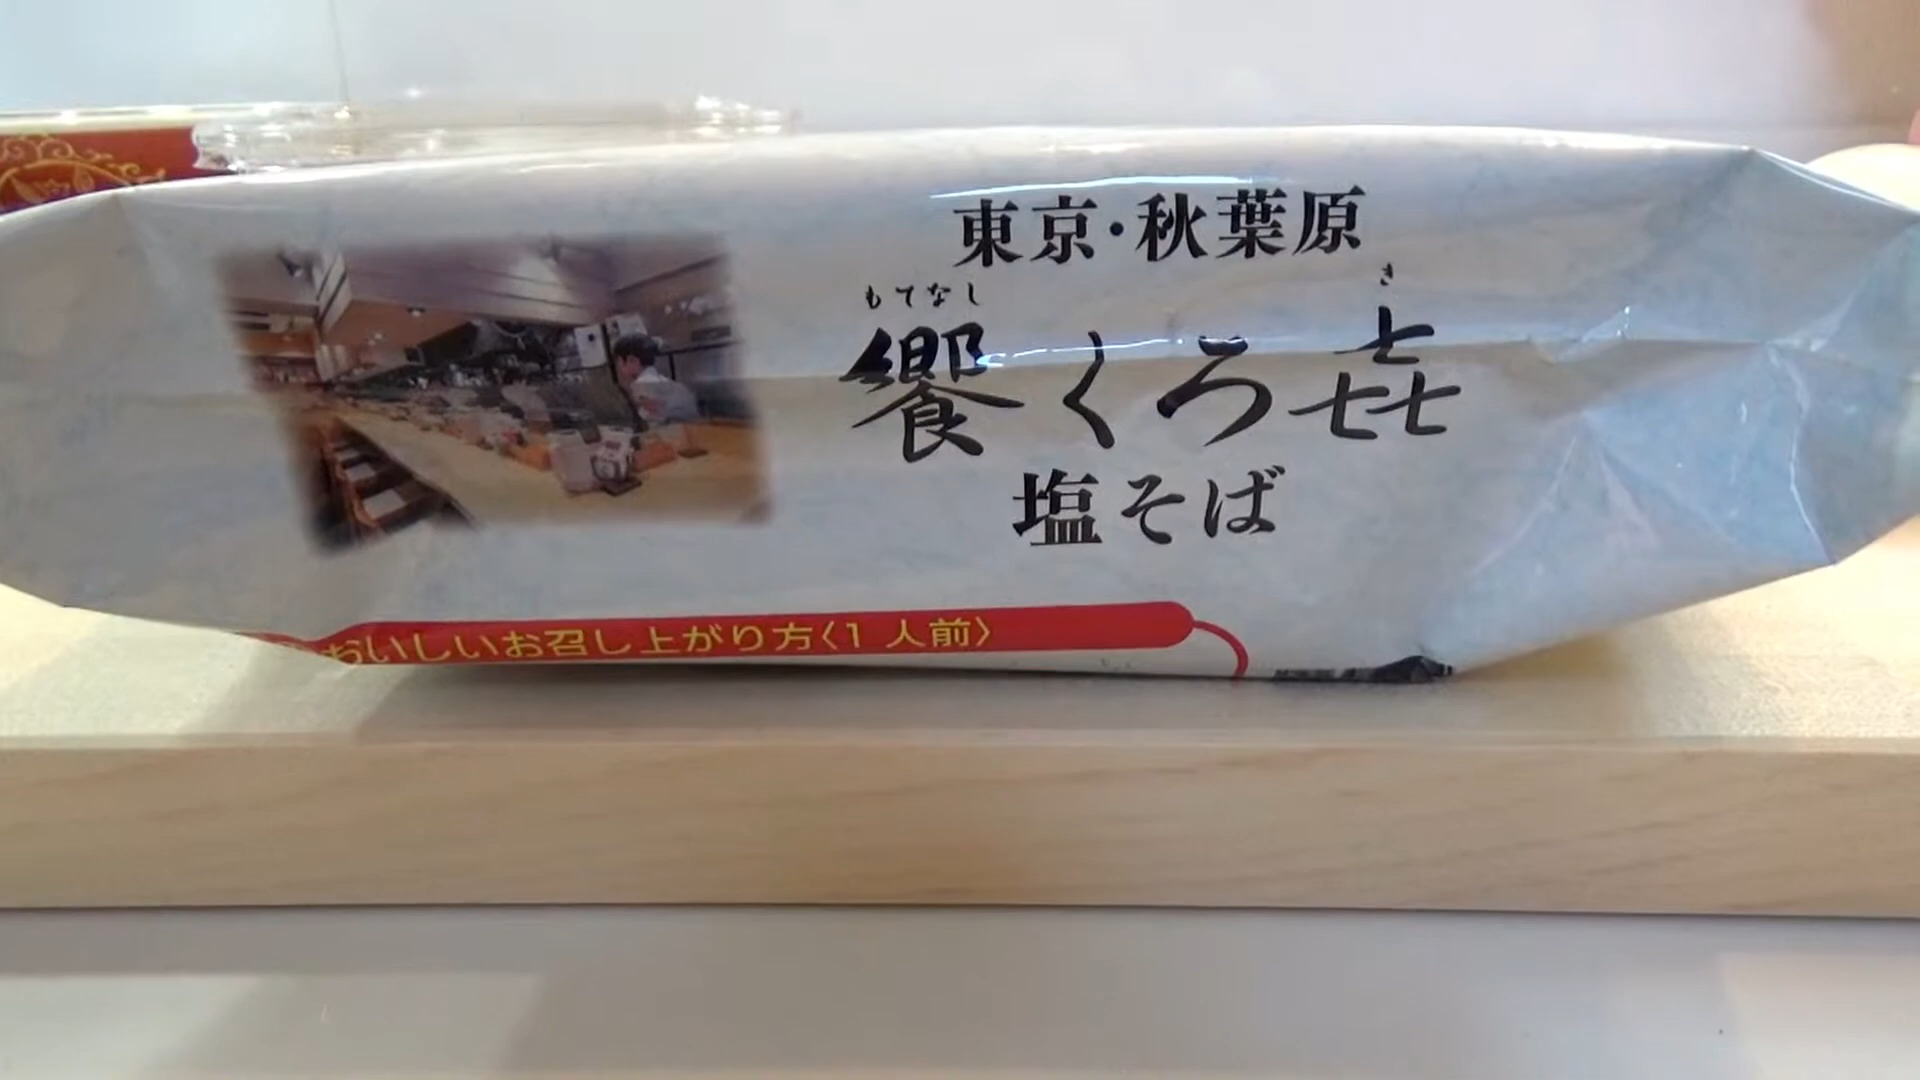 東京・秋葉原
もてなし き
饗くろ㐂
塩そば
おいしいお召し上がり方〈1 人前〉